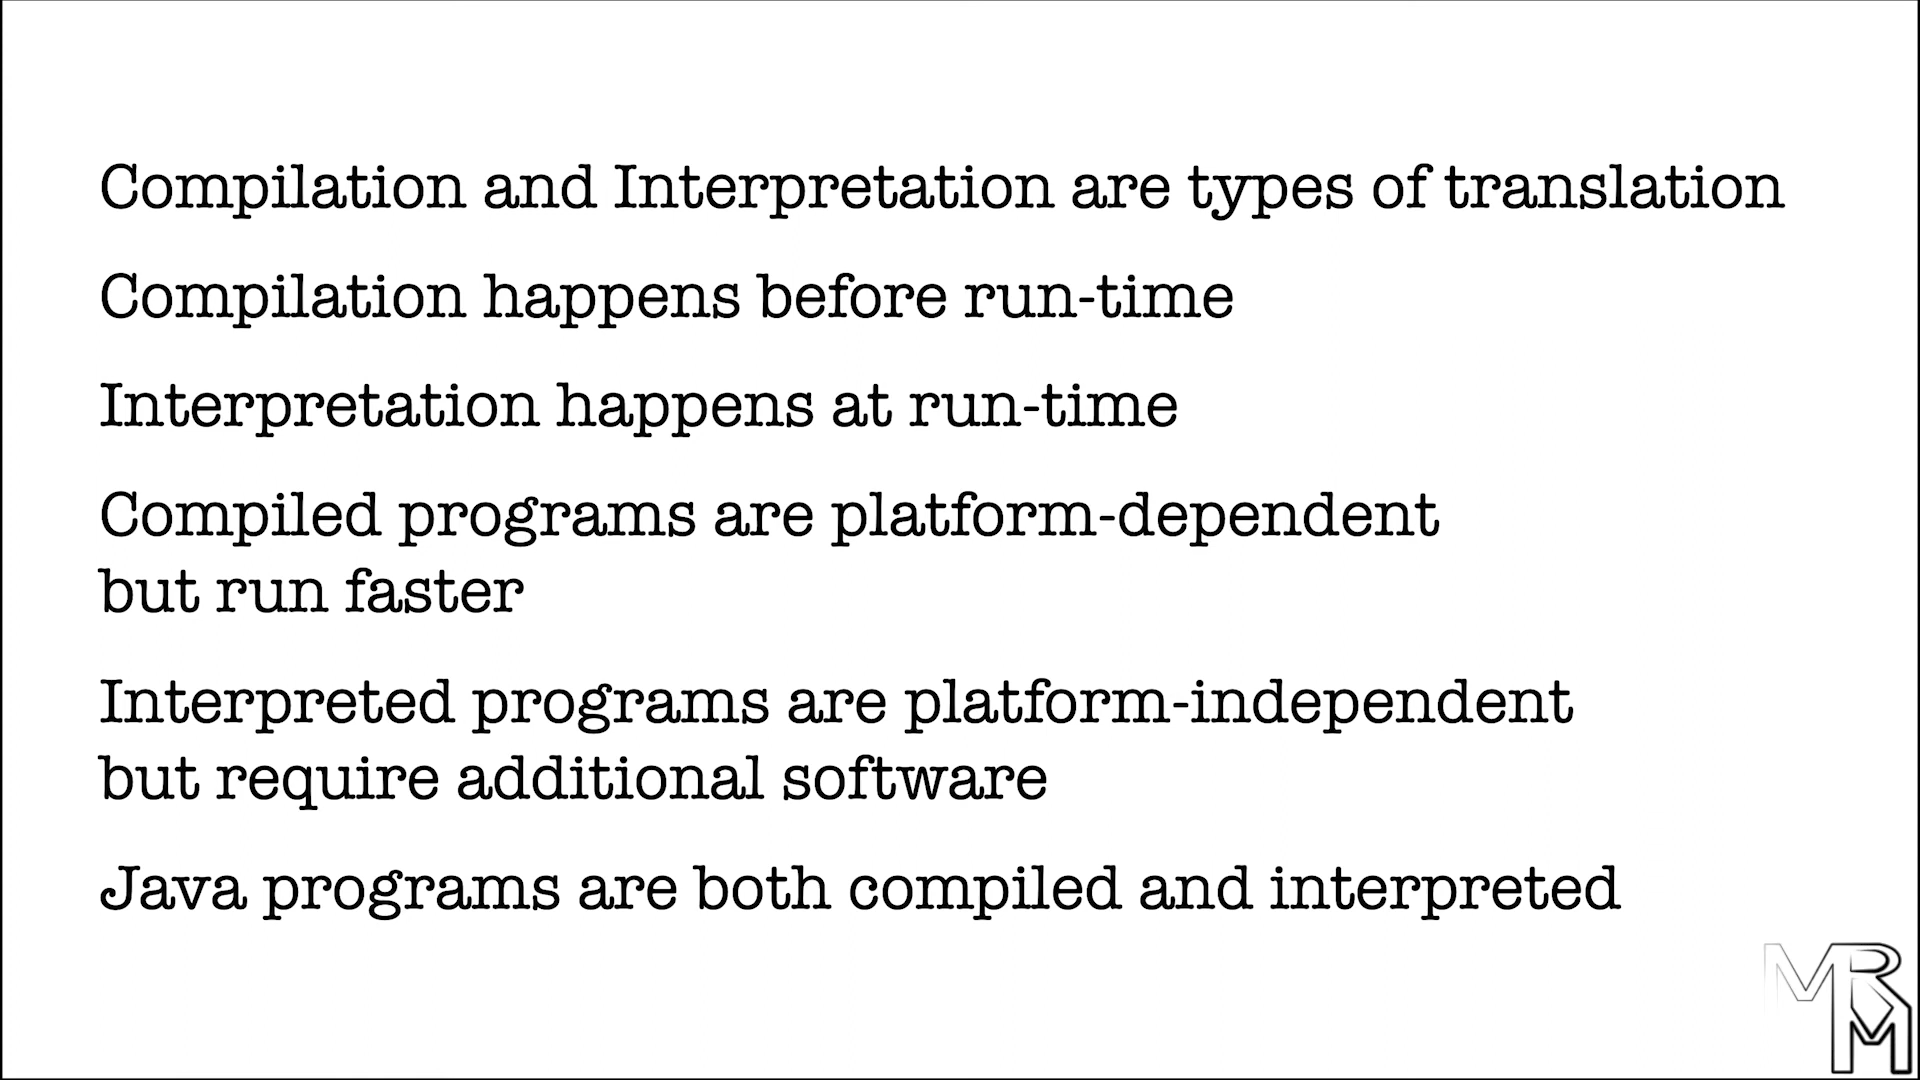 Compilation and Interpretation are types of translation
Compilation happens before run-time
Interpretation happens at run-time
Compiled programs are platform-dependent
but run faster
Interpreted programs are platform-independent
but require additional software
Java programs are both compiled and interpreted
MRM